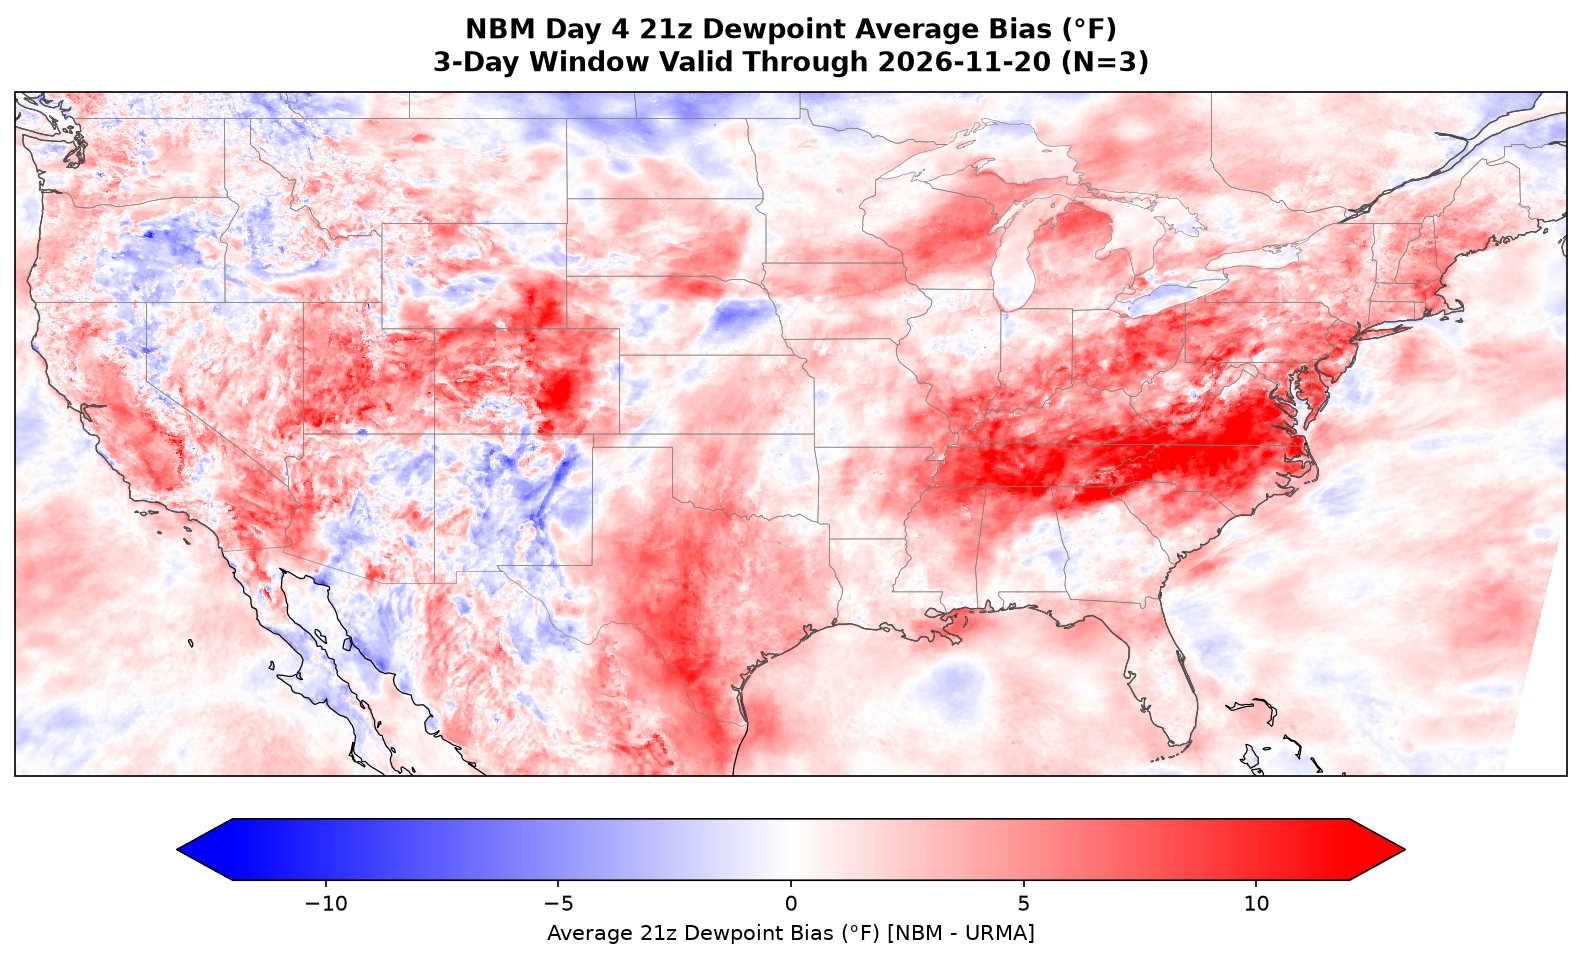 NBM Day 4 21z Dewpoint Average Bias (°F)
3-Day Window Valid Through 2026-11-20 (N=3)
−10
−5
0
5
10
Average 21z Dewpoint Bias (°F) [NBM - URMA]